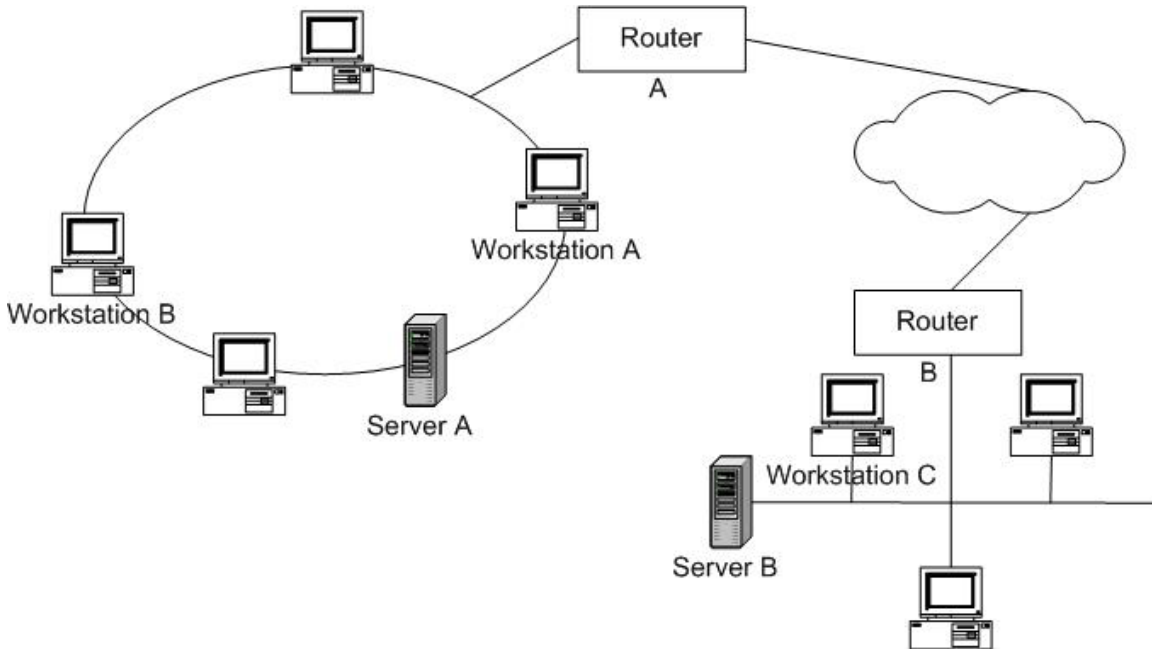 Router
A
Workstation A
Workstation B
Server A
Router
B
Workstation C
Server B